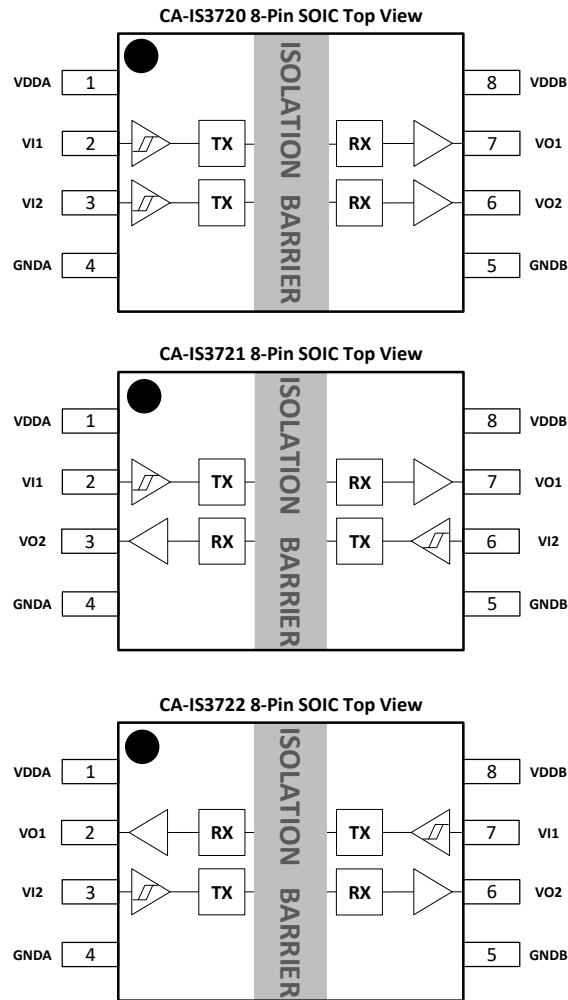 CA-IS3720 8-Pin SOIC Top View
VDDA 1 8 VDDB
VI1 2 TX RX 7 VO1
VI2 3 TX RX 6 VO2
GNDA 4 5 GNDB
ISOLATION BARRIER
CA-IS3721 8-Pin SOIC Top View
VDDA 1 8 VDDB
VI1 2 TX RX 7 VO1
VO2 3 RX TX 6 VI2
GNDA 4 5 GNDB
ISOLATION BARRIER
CA-IS3722 8-Pin SOIC Top View
VDDA 1 8 VDDB
VO1 2 RX TX 7 VI1
VI2 3 TX RX 6 VO2
GNDA 4 5 GNDB
ISOLATION BARRIER